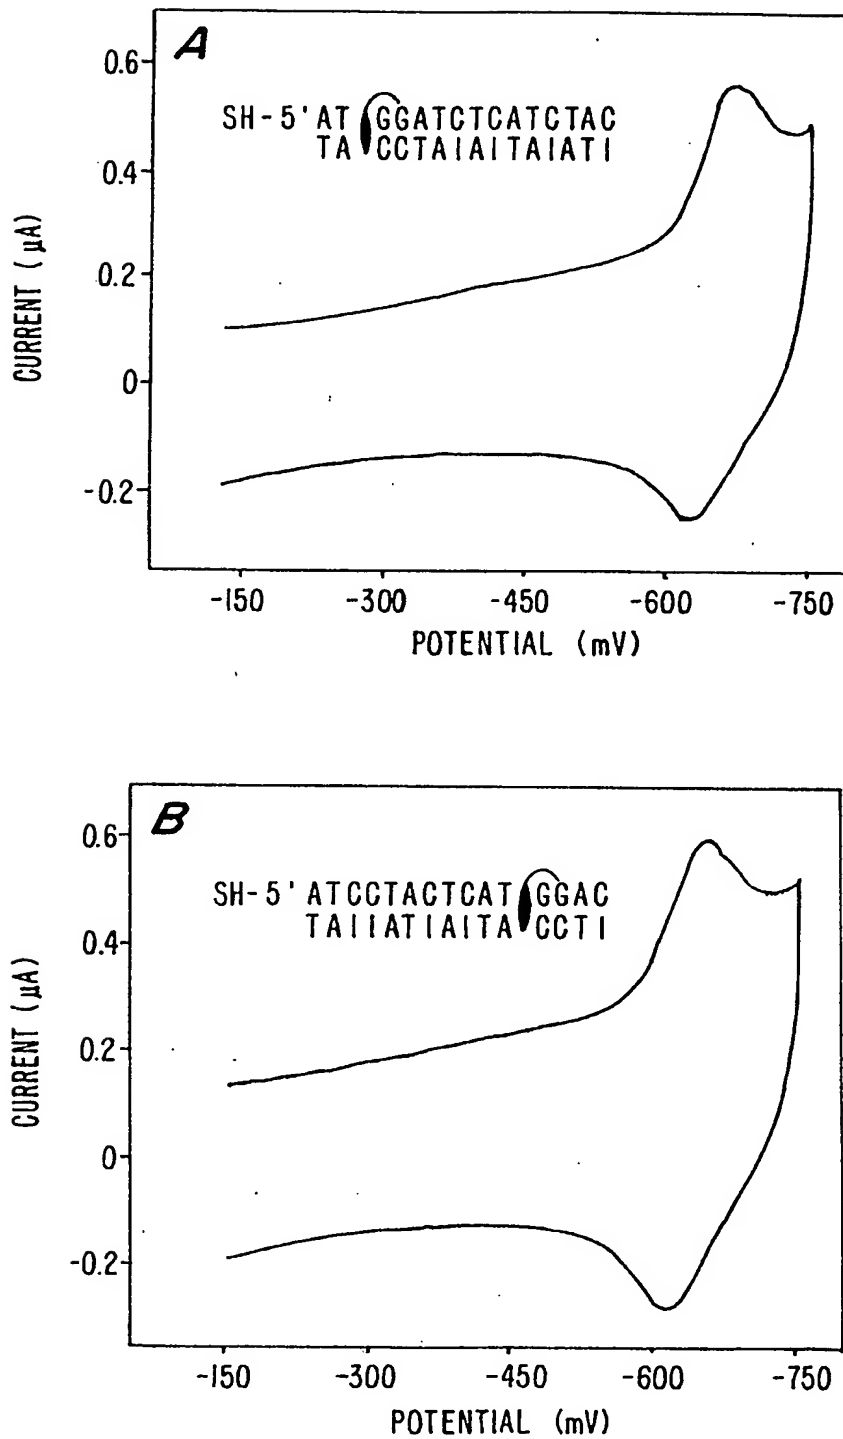 A
0.6
0.4
0.2
0
-0.2
CURRENT (µA)
SH-5' AT GGATCTCATCTAC
TA CCTAIAITAIATI
-150 -300 -450 -600 -750
POTENTIAL (mV)
B
0.6
0.4
0.2
0
-0.2
CURRENT (µA)
SH-5' ATCCTACTCAT GGAC
TAIIATIAITA CCTI
-150 -300 -450 -600 -750
POTENTIAL (mV)